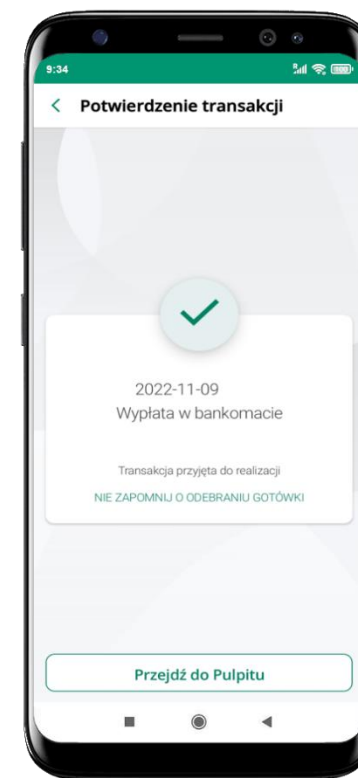 9:34
Potwierdzenie transakcji
2022-11-09
Wypłata w bankomacie
Transakcja przyjęta do realizacji
NIE ZAPOMNIJ O ODEBRANIU GOTÓWKI
Przejdź do Pulpitu